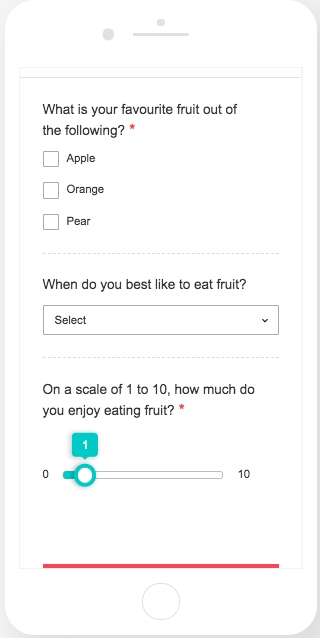 What is your favourite fruit out of
the following? *
Apple
Orange
Pear
When do you best like to eat fruit?
Select
On a scale of 1 to 10, how much do
you enjoy eating fruit? *
1
0 10